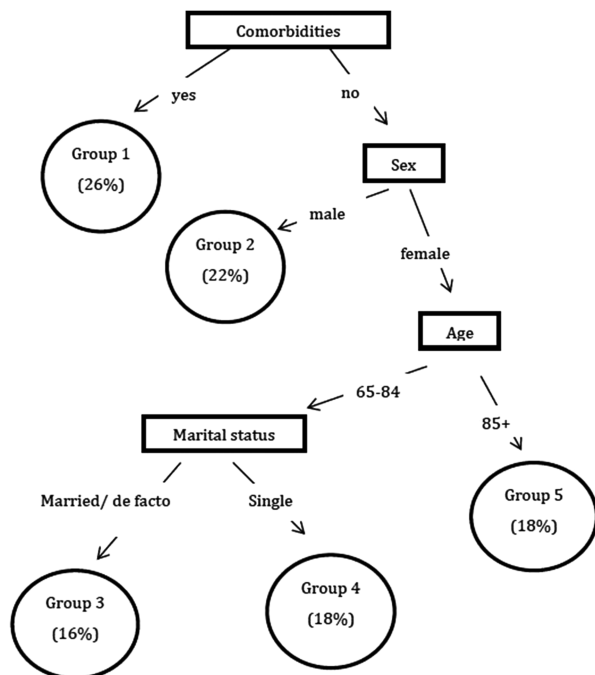 Comorbidities
yes
no
Group 1
(26%)
Sex
male
Group 2
(22%)
female
Age
65-84
85+
Marital status
Married/ de facto
Single
Group 5
(18%)
Group 3
(16%)
Group 4
(18%)